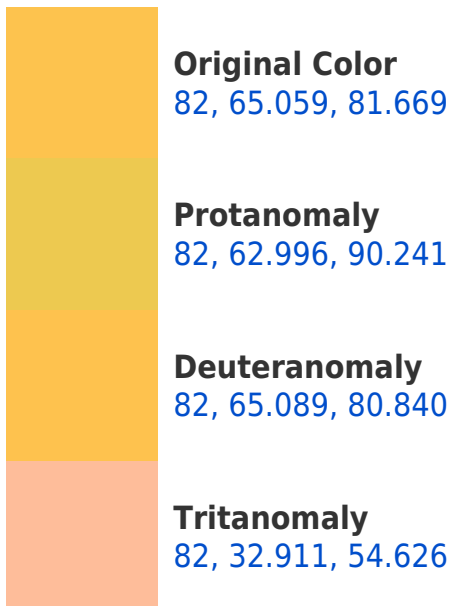 Original Color
82, 65.059, 81.669
Protanomaly
82, 62.996, 90.241
Deuteranomaly
82, 65.089, 80.840
Tritanomaly
82, 32.911, 54.626